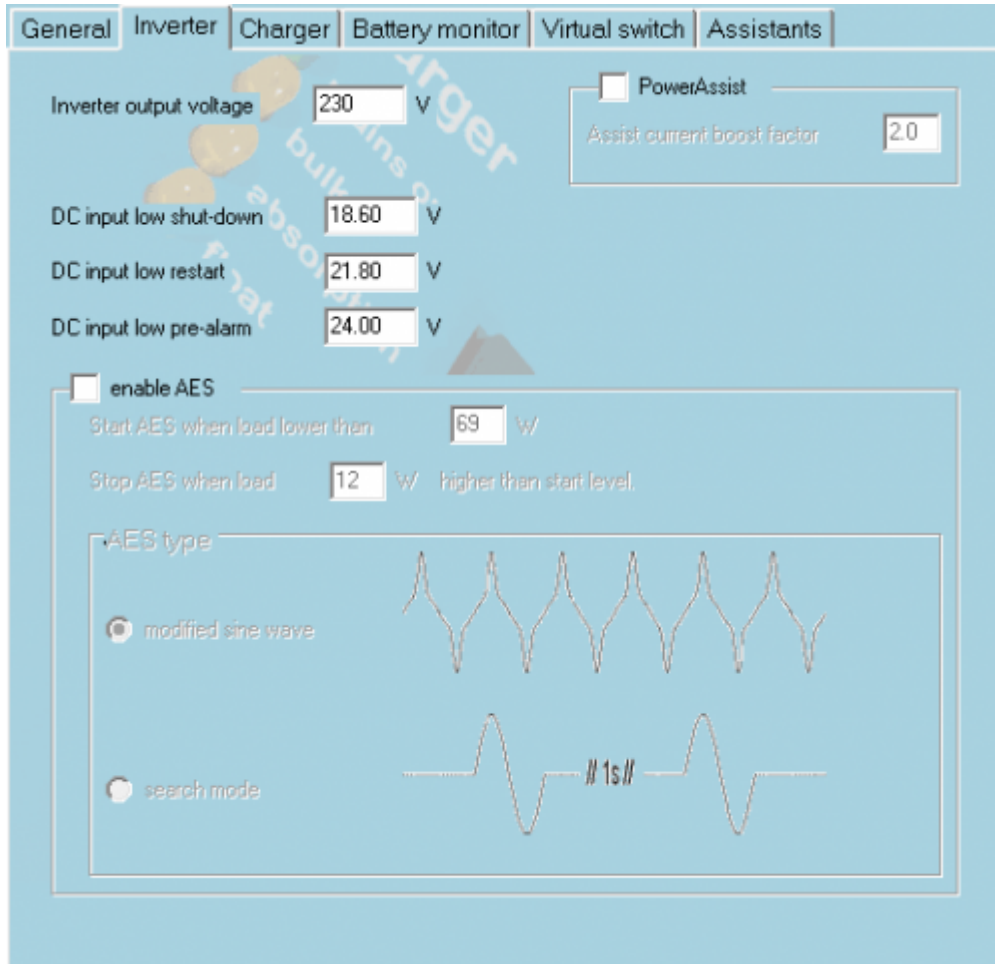 General Inverter Charger Battery monitor Virtual switch Assistants
Inverter output voltage 230 V
PowerAssist
Assist current boost factor 2.0
DC input low shut-down 18.60 V
DC input low restart 21.80 V
DC input low pre-alarm 24.00 V
enable AES
Start AES when load lower than 69 W
Stop AES when load 12 W higher than start level.
AES type
modified sine wave
search mode
// 1s //
bulk
absorption